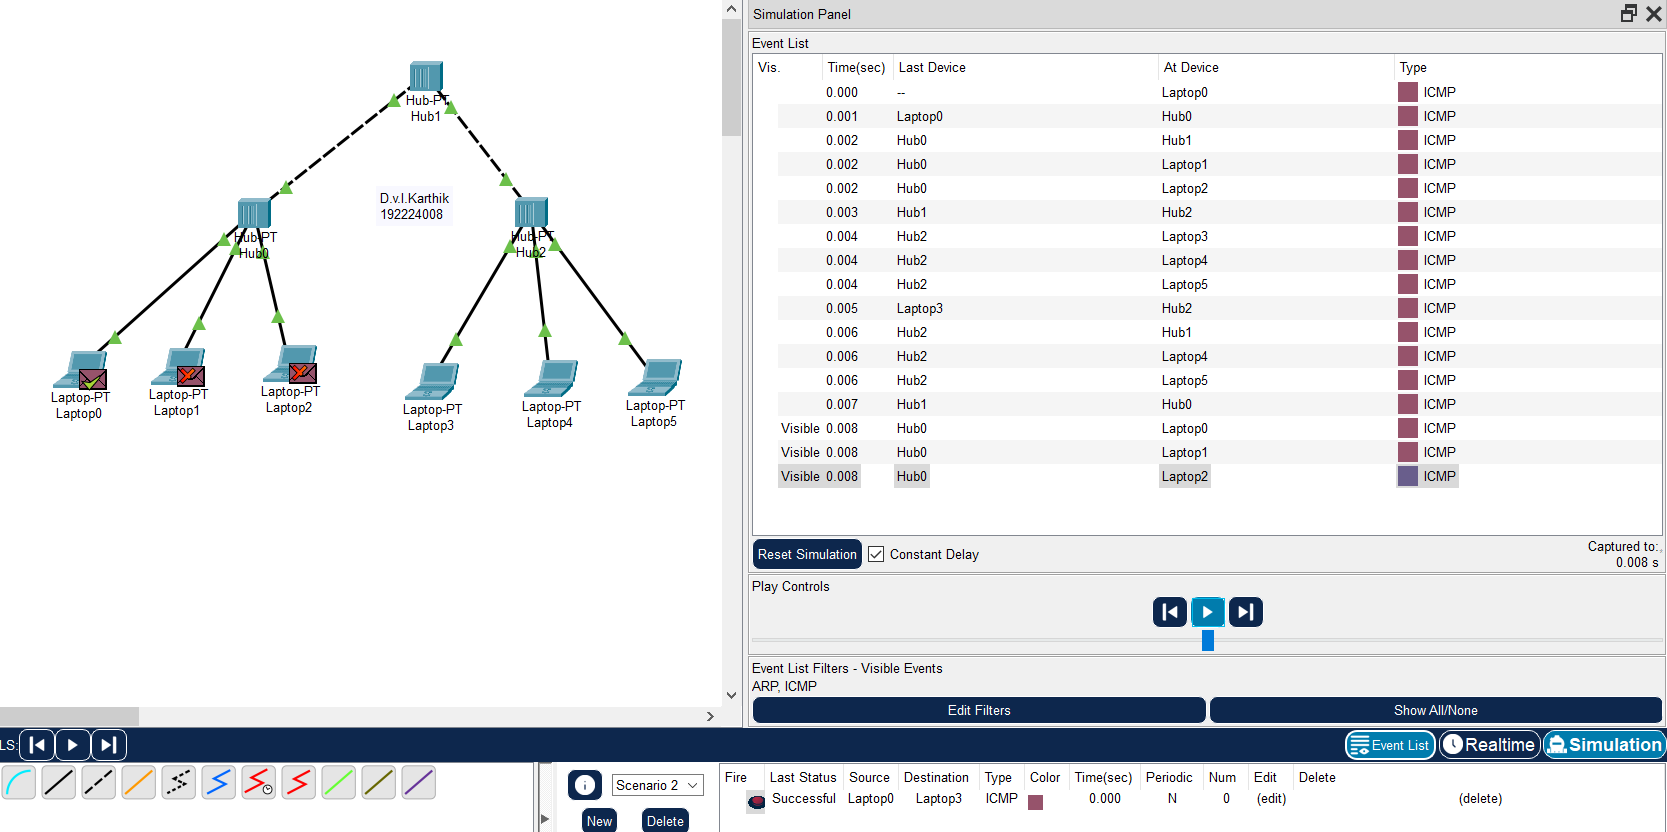 Hub-PT
Hub1
D.v.l.Karthik
192224008
Hub-PT
Hub0
Hub-PT
Hub2
Laptop-PT
Laptop0
Laptop-PT
Laptop1
Laptop-PT
Laptop2
Laptop-PT
Laptop3
Laptop-PT
Laptop4
Laptop-PT
Laptop5
Simulation Panel
Event List
Vis. Time(sec) Last Device At Device Type
0.000 -- Laptop0 ICMP
0.001 Laptop0 Hub0 ICMP
0.002 Hub0 Hub1 ICMP
0.002 Hub0 Laptop1 ICMP
0.002 Hub0 Laptop2 ICMP
0.003 Hub1 Hub2 ICMP
0.004 Hub2 Laptop3 ICMP
0.004 Hub2 Laptop4 ICMP
0.004 Hub2 Laptop5 ICMP
0.005 Laptop3 Hub2 ICMP
0.006 Hub2 Hub1 ICMP
0.006 Hub2 Laptop4 ICMP
0.006 Hub2 Laptop5 ICMP
0.007 Hub1 Hub0 ICMP
Visible 0.008 Hub0 Laptop0 ICMP
Visible 0.008 Hub0 Laptop1 ICMP
Visible 0.008 Hub0 Laptop2 ICMP
Reset Simulation Constant Delay
Captured to:
0.008 s
Play Controls
Event List Filters - Visible Events
ARP, ICMP
Edit Filters Show All/None
LS: Event List Realtime Simulation
Scenario 2
New Delete
Fire Last Status Source Destination Type Color Time(sec) Periodic Num Edit Delete
Successful Laptop0 Laptop3 ICMP 0.000 N 0 (edit) (delete)